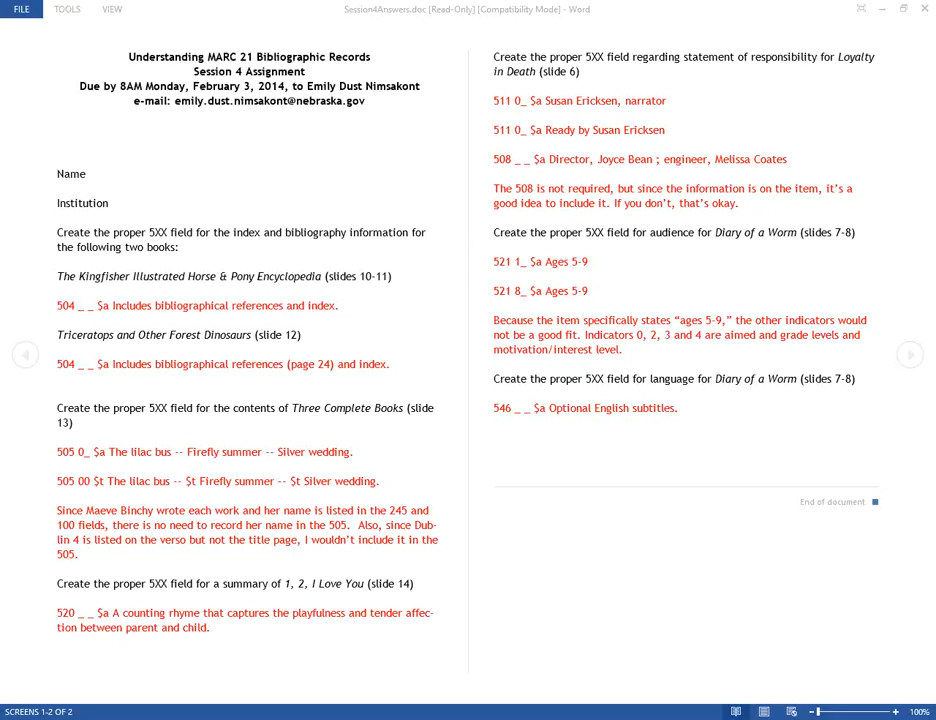 FILE TOOLS VIEW Session4Answers.doc [Read-Only] [Compatibility Mode] - Word
Understanding MARC 21 Bibliographic Records
Session 4 Assignment
Due by 8AM Monday, February 3, 2014, to Emily Dust Nimsakont
e-mail: emily.dust.nimsakont@nebraska.gov
Name
Institution
Create the proper 5XX field for the index and bibliography information for
the following two books:
The Kingfisher Illustrated Horse & Pony Encyclopedia (slides 10-11)
504 _ _ $a Includes bibliographical references and index.
Triceratops and Other Forest Dinosaurs (slide 12)
504 _ _ $a Includes bibliographical references (page 24) and index.
Create the proper 5XX field for the contents of Three Complete Books (slide
13)
505 0_ $a The lilac bus -- Firefly summer -- Silver wedding.
505 00 $t The lilac bus -- $t Firefly summer -- $t Silver wedding.
Since Maeve Binchy wrote each work and her name is listed in the 245 and
100 fields, there is no need to record her name in the 505.  Also, since Dub-
lin 4 is listed on the verso but not the title page, I wouldn't include it in the
505.
Create the proper 5XX field for a summary of 1, 2, I Love You (slide 14)
520 _ _ $a A counting rhyme that captures the playfulness and tender affec-
tion between parent and child.
Create the proper 5XX field regarding statement of responsibility for Loyalty
in Death (slide 6)
511 0_ $a Susan Ericksen, narrator
511 0_ $a Ready by Susan Ericksen
508 _ _ $a Director, Joyce Bean ; engineer, Melissa Coates
The 508 is not required, but since the information is on the item, it's a
good idea to include it. If you don't, that's okay.
Create the proper 5XX field for audience for Diary of a Worm (slides 7-8)
521 1_ $a Ages 5-9
521 8_ $a Ages 5-9
Because the item specifically states “ages 5-9,” the other indicators would
not be a good fit. Indicators 0, 2, 3 and 4 are aimed and grade levels and
motivation/interest level.
Create the proper 5XX field for language for Diary of a Worm (slides 7-8)
546 _ _ $a Optional English subtitles.
End of document
SCREENS 1-2 OF 2 100%